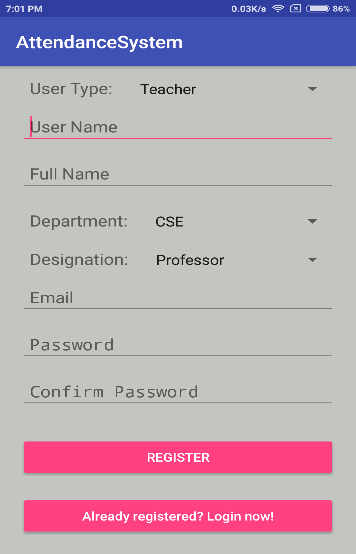 7:01 PM 0.03K/s 86%
AttendanceSystem
User Type: Teacher
User Name
Full Name
Department: CSE
Designation: Professor
Email
Password
Confirm Password
REGISTER
Already registered? Login now!